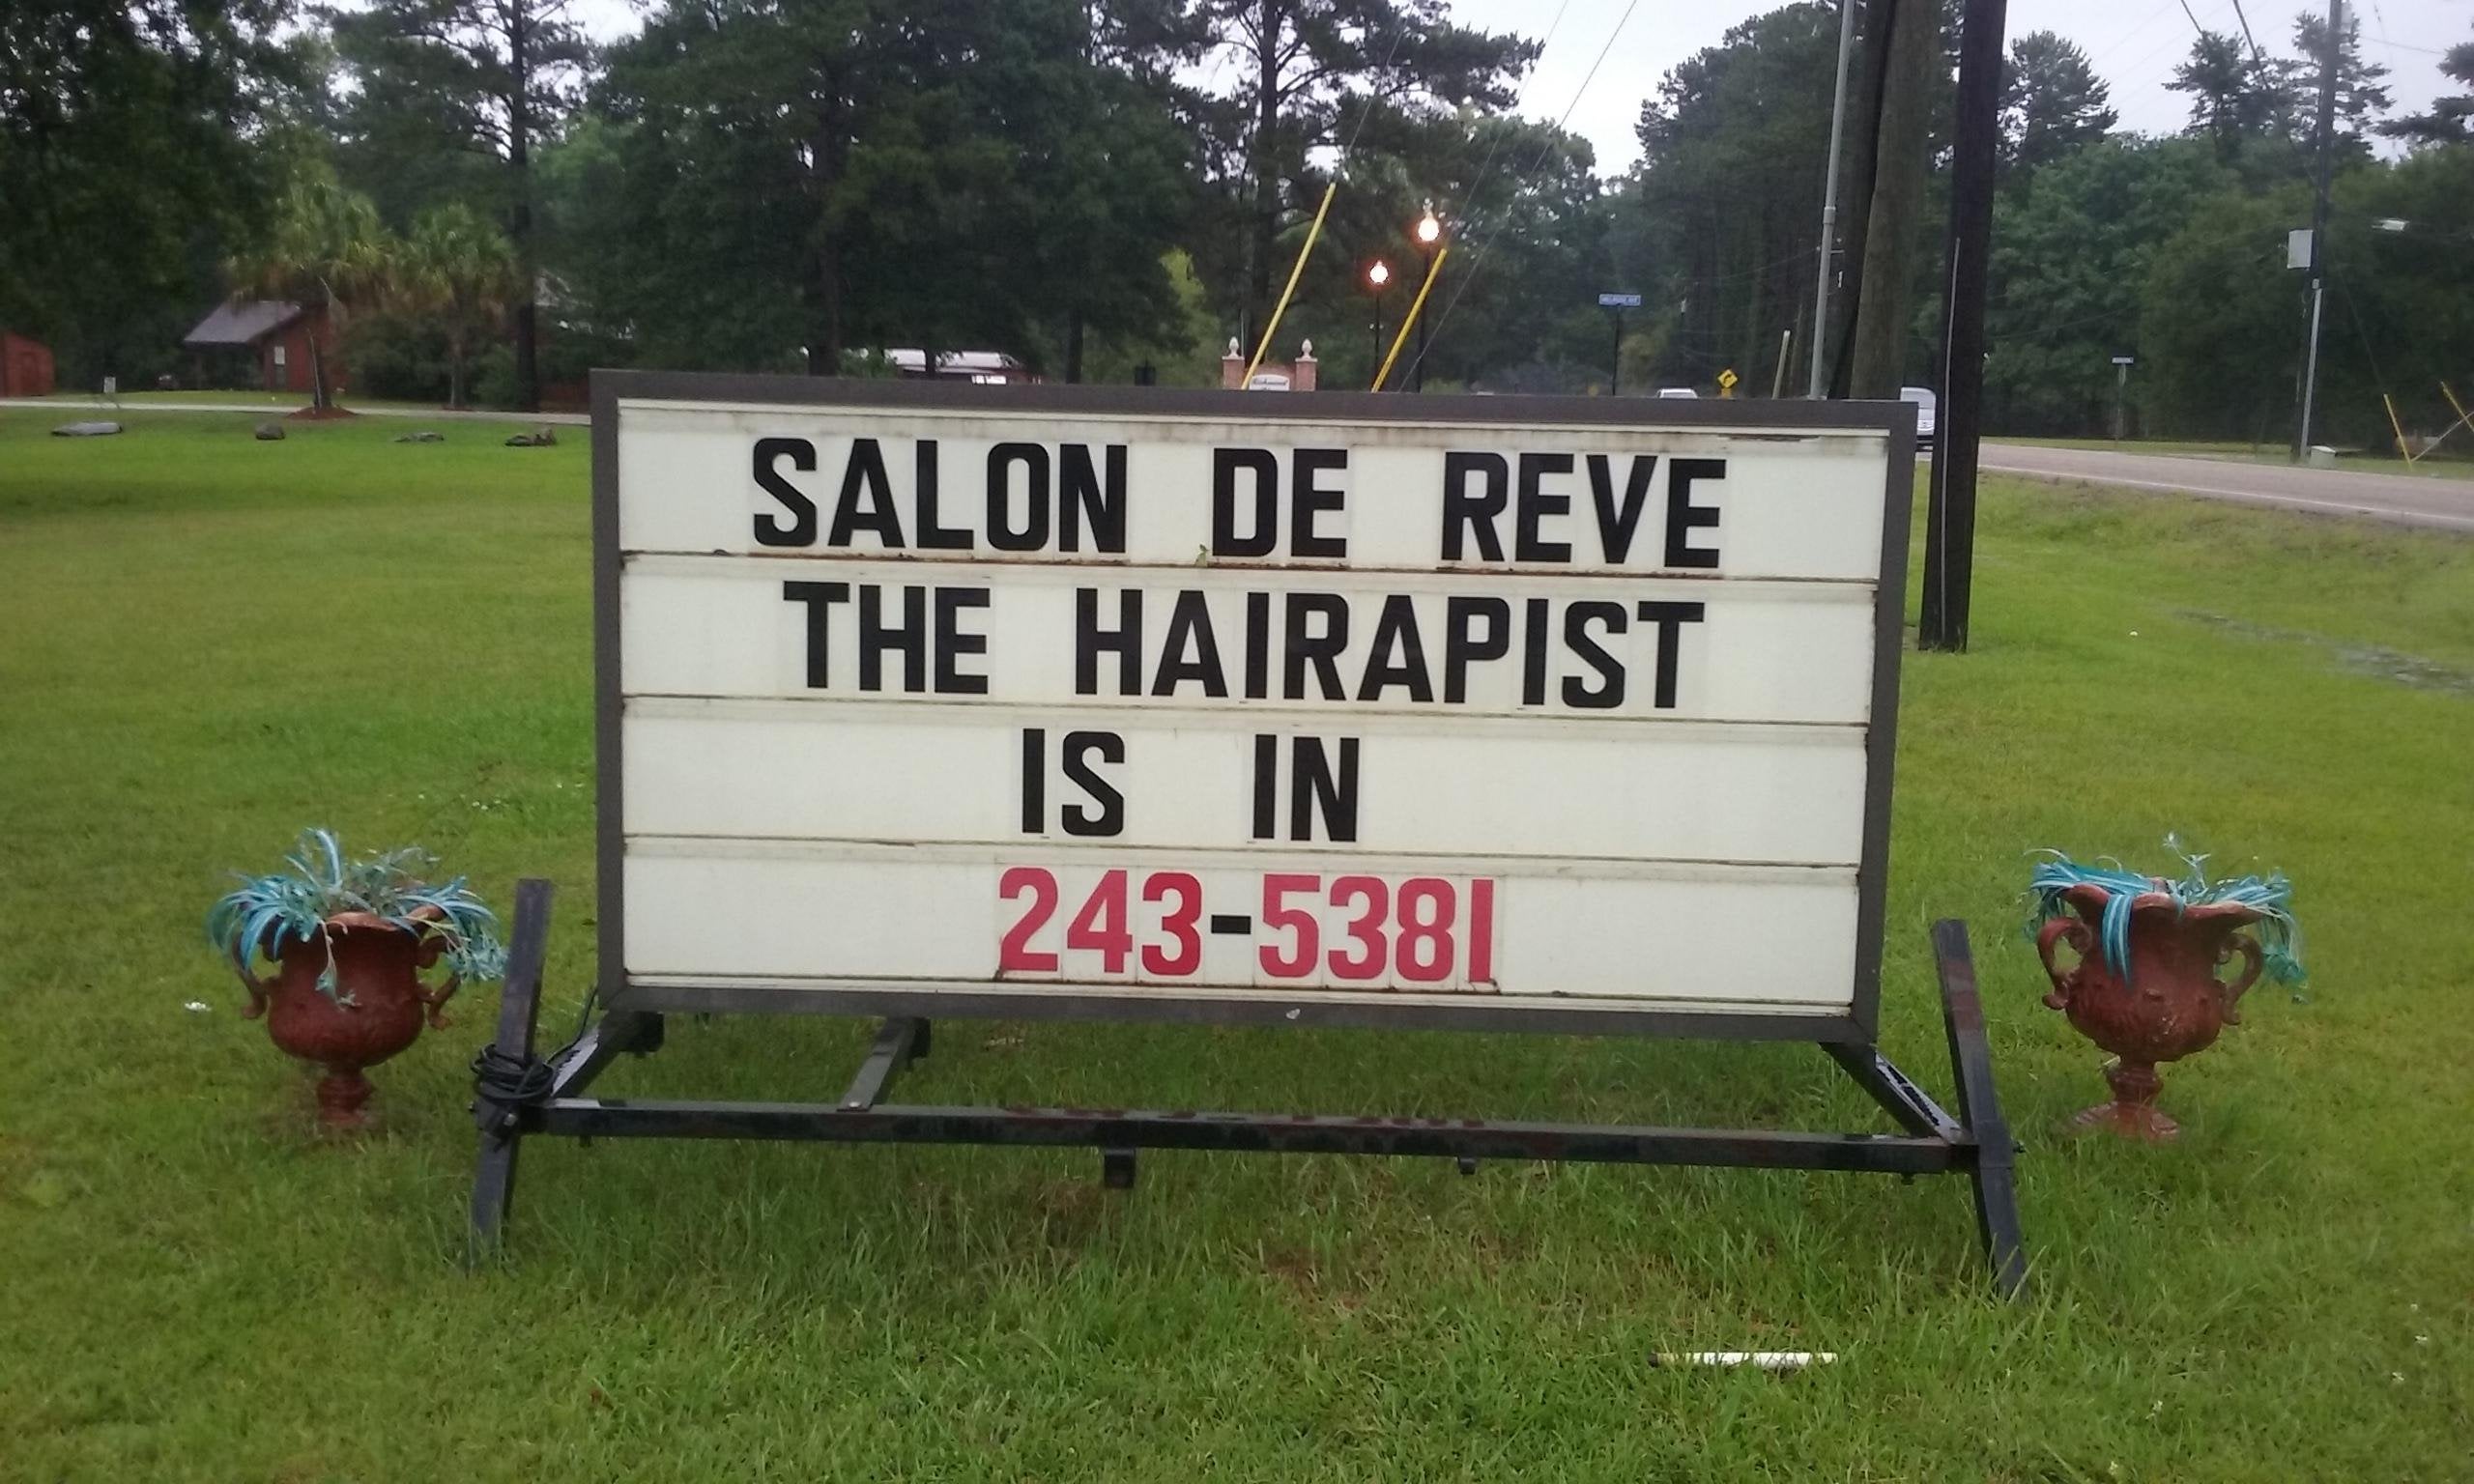 SALON DE REVE
THE HAIRAPIST
IS IN
243-5381